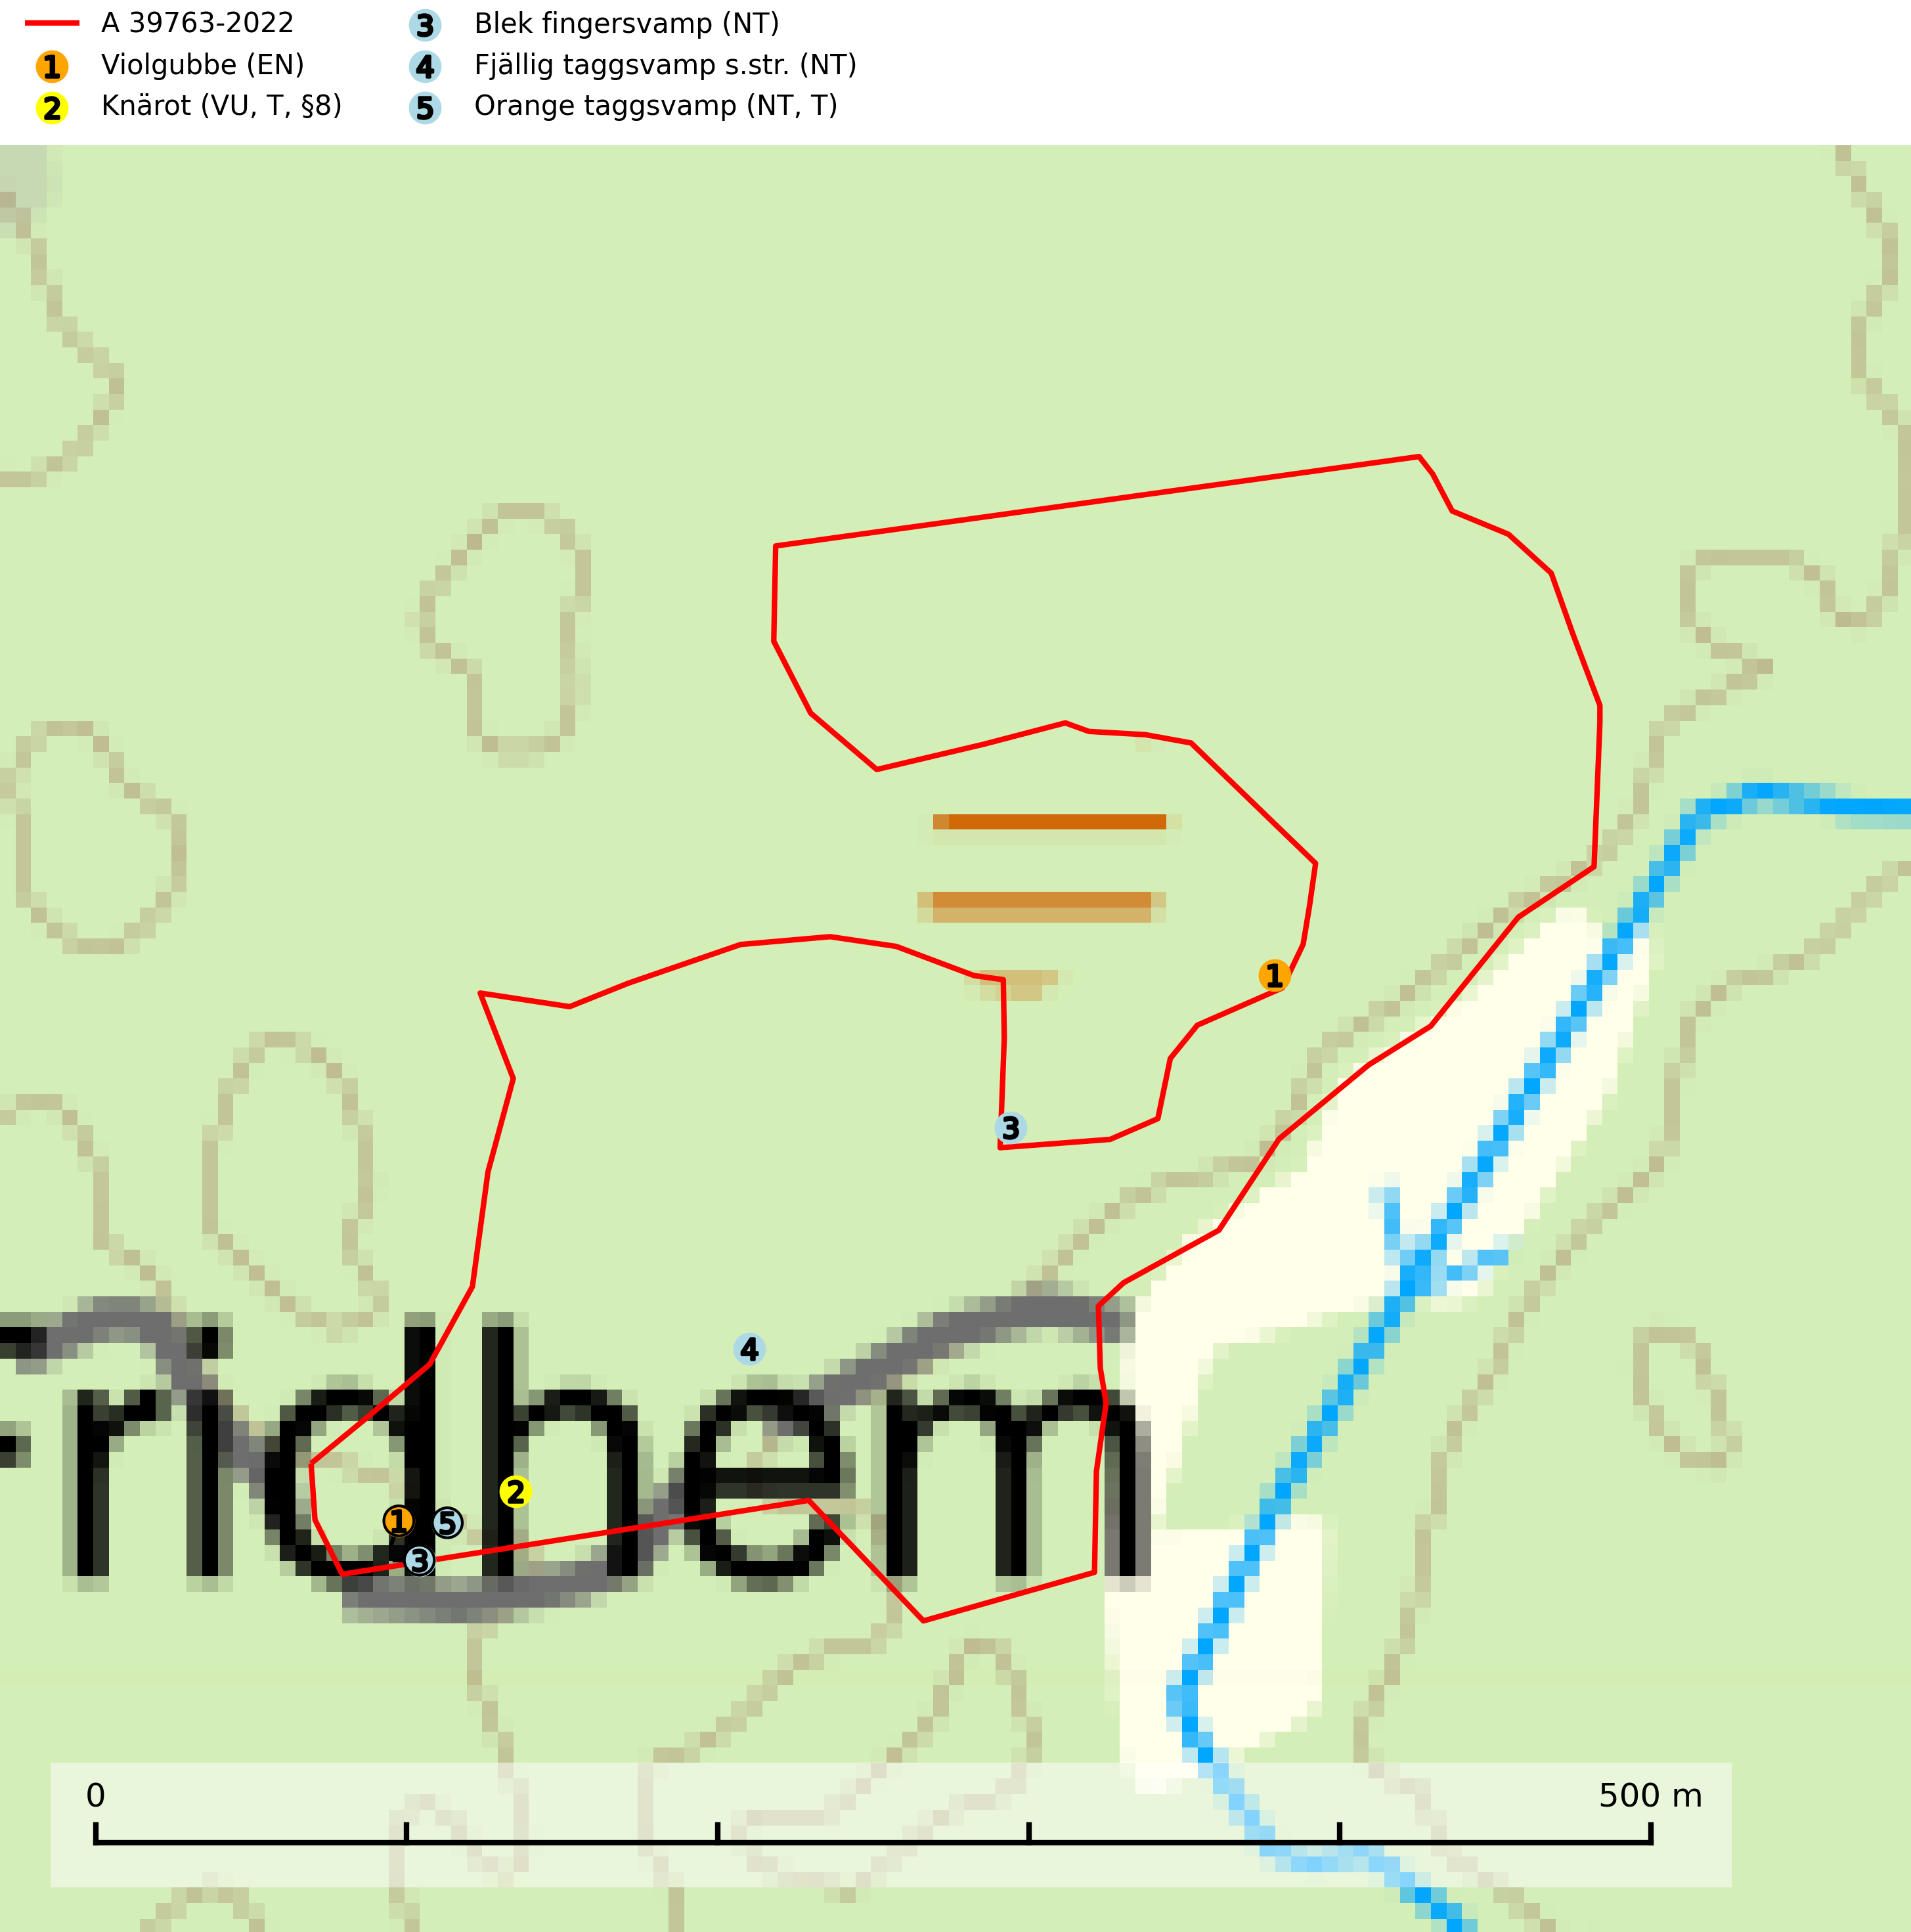 A 39763-2022
1 Violgubbe (EN)
2 Knärot (VU, T, §8)
3 Blek fingersvamp (NT)
4 Fjällig taggsvamp s.str. (NT)
5 Orange taggsvamp (NT, T)
1
3
4
2
1 5
3
ndbem
0 500 m